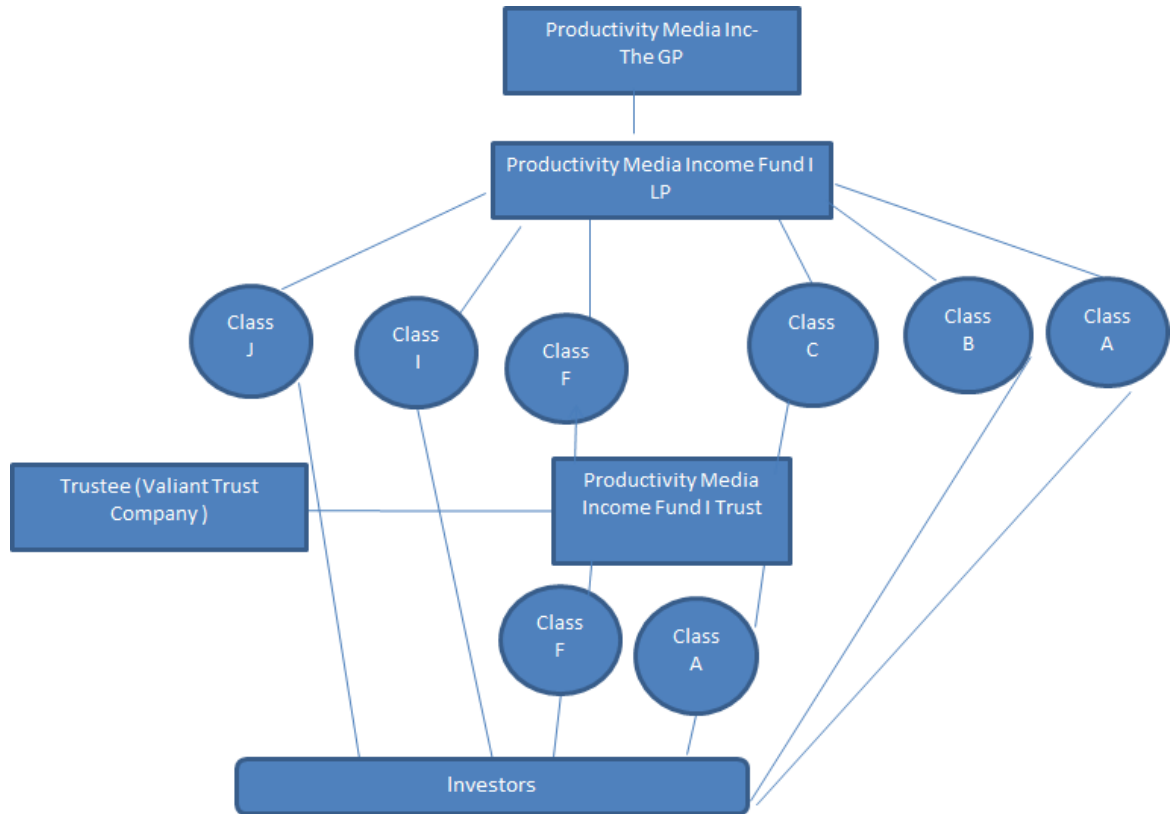 Productivity Media Inc-
The GP
Productivity Media Income Fund I
LP
Class
J
Class
I
Class
F
Class
C
Class
B
Class
A
Trustee (Valiant Trust
Company )
Productivity Media
Income Fund I Trust
Class
F
Class
A
Investors